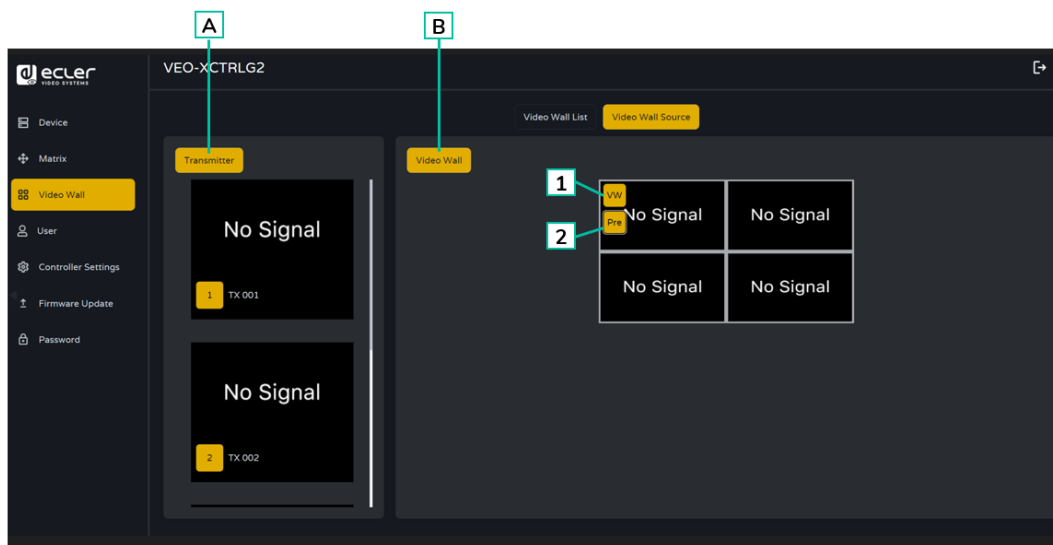 A
B
ecler
VIDEO SYSTEMS
VEO-XCTRLG2
Device
Matrix
Video Wall
User
Controller Settings
Firmware Update
Password
Video Wall List
Video Wall Source
Transmitter
No Signal
1 TX 001
No Signal
2 TX 002
Video Wall
1
2
VW
Pre
No Signal
No Signal
No Signal
No Signal